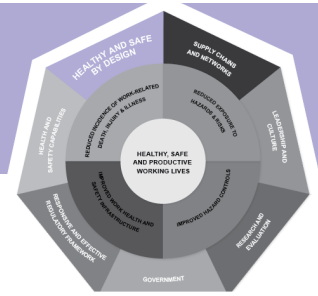 HEALTHY AND SAFE
BY DESIGN
SUPPLY CHAINS
AND NETWORKS
LEADERSHIP AND
CULTURE
RESEARCH AND
EVALUATION
GOVERNMENT
RESPONSIVE AND EFFECTIVE
REGULATORY FRAMEWORK
HEALTH AND
SAFETY CAPABILITIES
REDUCED INCIDENCE OF WORK-RELATED
DEATH, INJURY & ILLNESS
REDUCED EXPOSURE TO
HAZARDS & RISKS
IMPROVED HAZARD CONTROLS
IMPROVED WORK HEALTH AND
SAFETY INFRASTRUCTURE
HEALTHY, SAFE
AND PRODUCTIVE
WORKING LIVES